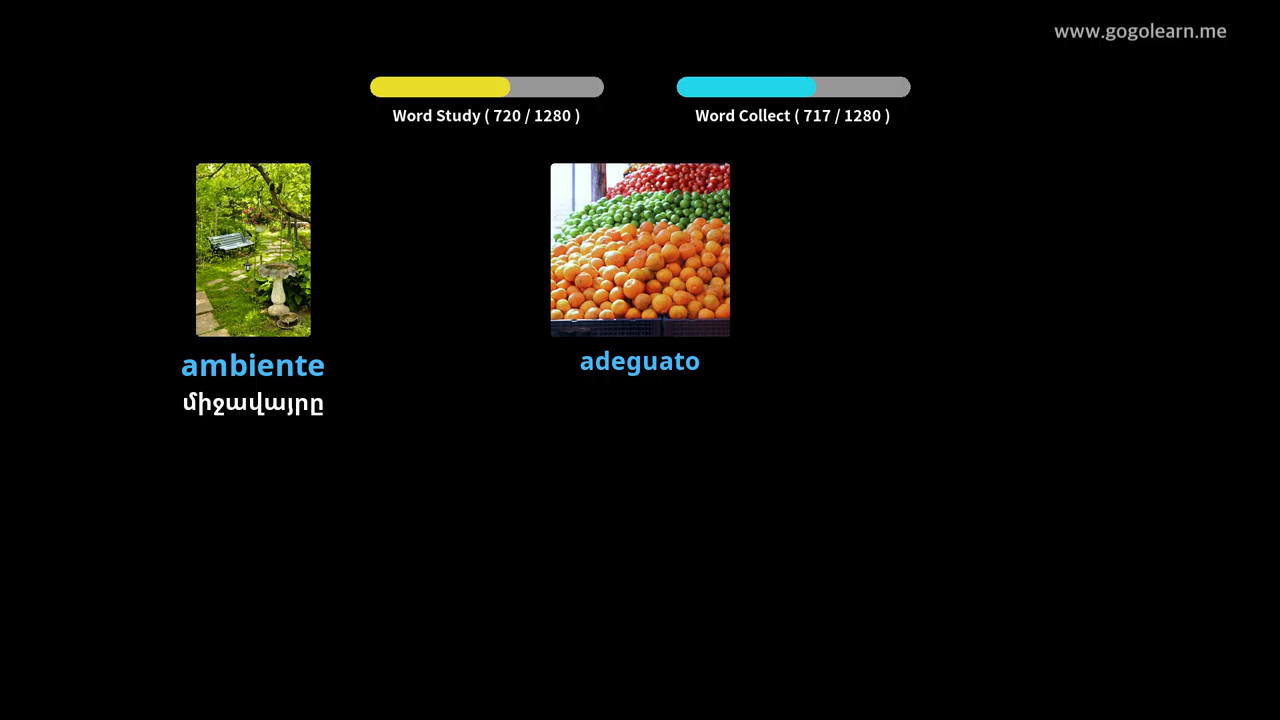 www.gogolearn.me
Word Study ( 720 / 1280 )
Word Collect ( 717 / 1280 )
ambiente
միջավայրը
adeguato